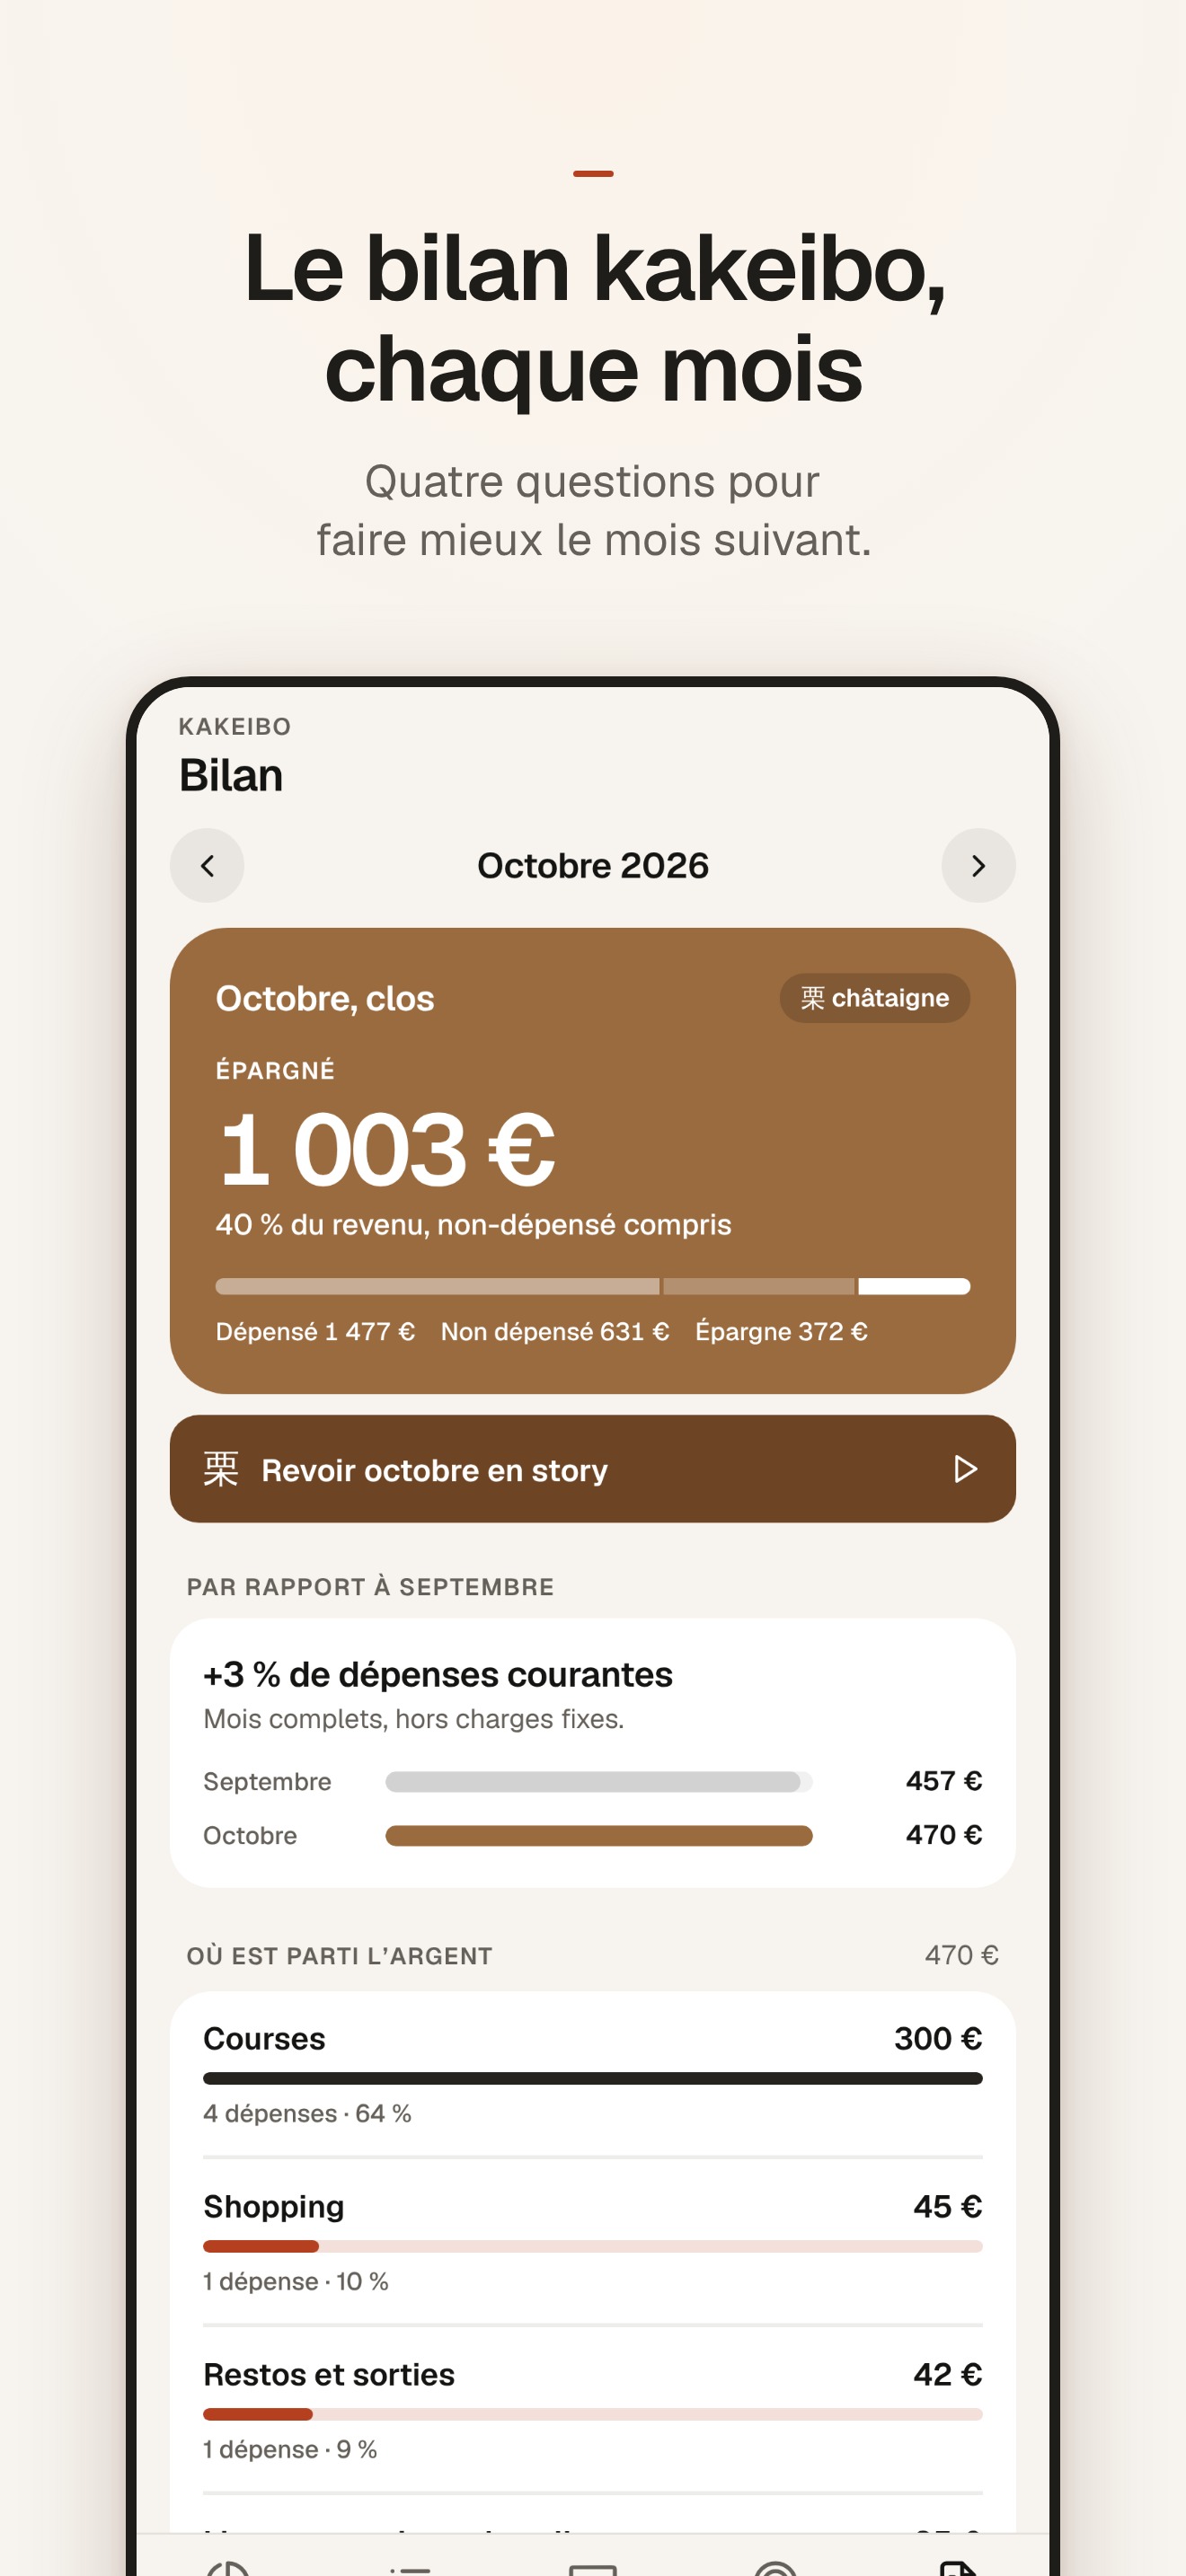 Le bilan kakeibo,
chaque mois
Quatre questions pour
faire mieux le mois suivant.
KAKEIBO
Bilan
Octobre 2026
Octobre, clos
栗 châtaigne
ÉPARGNÉ
1 003 €
40 % du revenu, non-dépensé compris
Dépensé 1 477 € Non dépensé 631 € Épargne 372 €
栗 Revoir octobre en story
PAR RAPPORT À SEPTEMBRE
+3 % de dépenses courantes
Mois complets, hors charges fixes.
Septembre 457 €
Octobre 470 €
OÙ EST PARTI L’ARGENT 470 €
Courses 300 €
4 dépenses · 64 %
Shopping 45 €
1 dépense · 10 %
Restos et sorties 42 €
1 dépense · 9 %